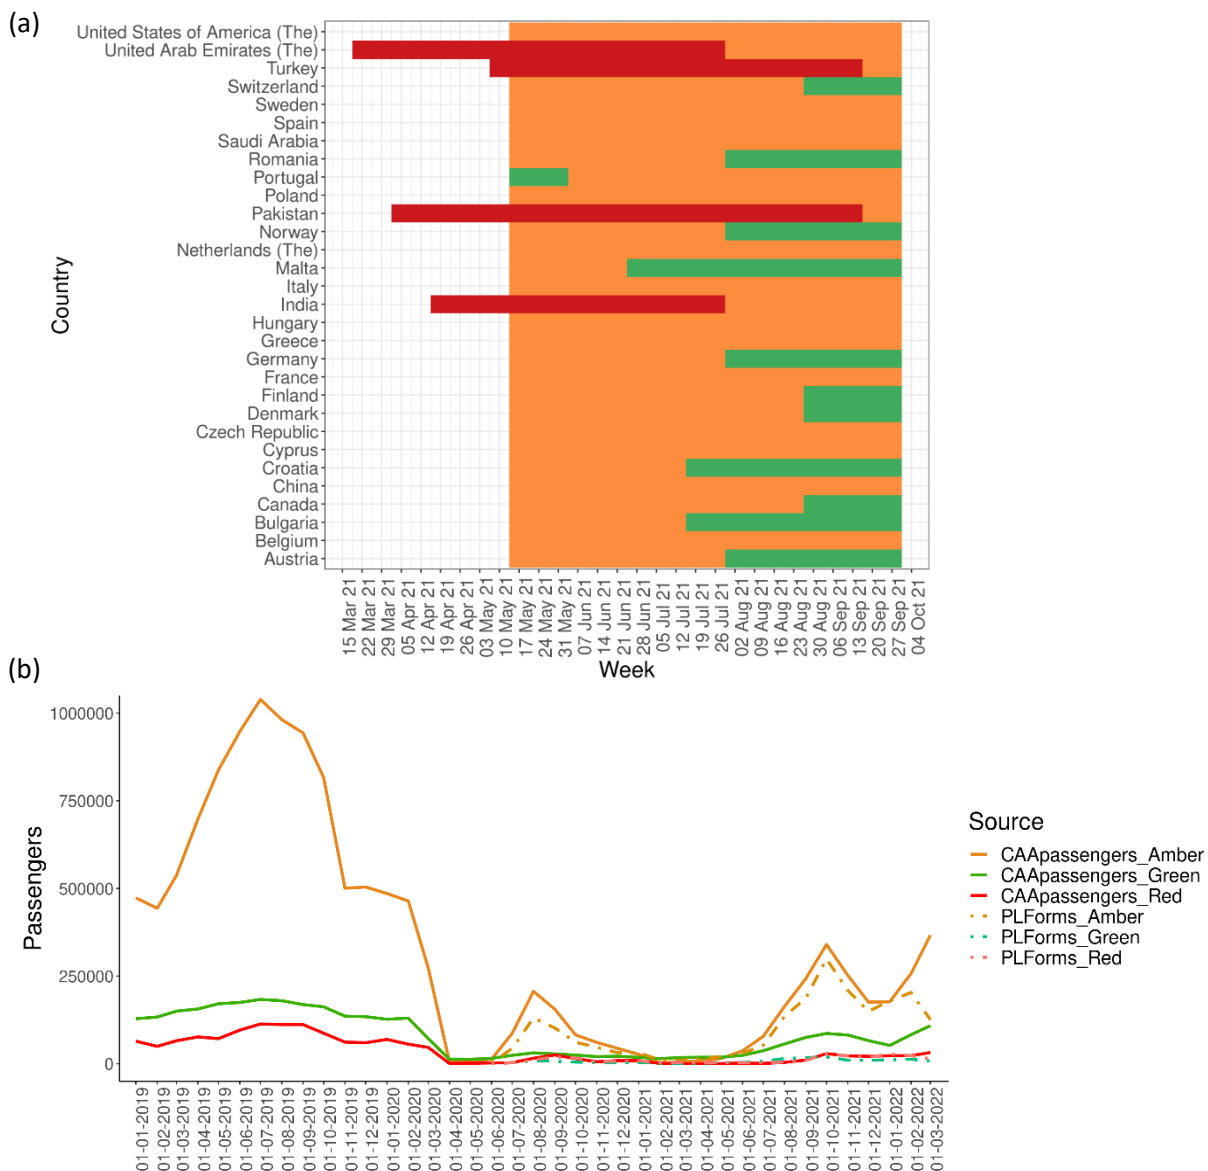 (a)
United States of America (The)
United Arab Emirates (The)
Turkey
Switzerland
Sweden
Spain
Saudi Arabia
Romania
Portugal
Poland
Pakistan
Norway
Netherlands (The)
Malta
Italy
India
Hungary
Greece
Germany
France
Finland
Denmark
Czech Republic
Cyprus
Croatia
China
Canada
Bulgaria
Belgium
Austria
Country
15 Mar 21
22 Mar 21
29 Mar 21
05 Apr 21
12 Apr 21
19 Apr 21
26 Apr 21
03 May 21
10 May 21
17 May 21
24 May 21
31 May 21
07 Jun 21
14 Jun 21
21 Jun 21
28 Jun 21
05 Jul 21
12 Jul 21
19 Jul 21
26 Jul 21
02 Aug 21
09 Aug 21
16 Aug 21
23 Aug 21
30 Aug 21
06 Sep 21
13 Sep 21
20 Sep 21
27 Sep 21
04 Oct 21
Week
(b)
1000000
750000
500000
250000
0
Passengers
01-01-2019
01-02-2019
01-03-2019
01-04-2019
01-05-2019
01-06-2019
01-07-2019
01-08-2019
01-09-2019
01-10-2019
01-11-2019
01-12-2019
01-01-2020
01-02-2020
01-03-2020
01-04-2020
01-05-2020
01-06-2020
01-07-2020
01-08-2020
01-09-2020
01-10-2020
01-11-2020
01-12-2020
01-01-2021
01-02-2021
01-03-2021
01-04-2021
01-05-2021
01-06-2021
01-07-2021
01-08-2021
01-09-2021
01-10-2021
01-11-2021
01-12-2021
01-01-2022
01-02-2022
01-03-2022
Source
CAApassengers_Amber
CAApassengers_Green
CAApassengers_Red
PLForms_Amber
PLForms_Green
PLForms_Red